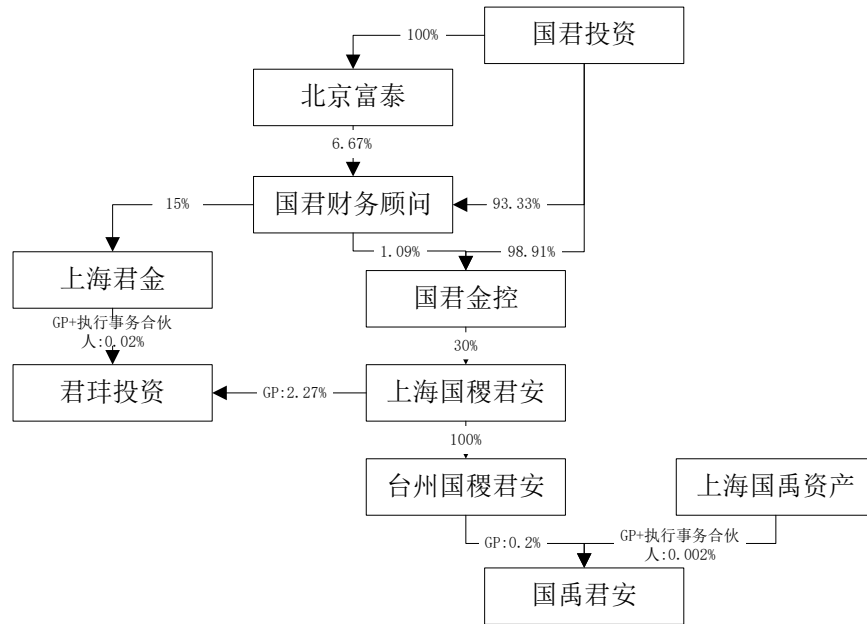 国君投资
100%
北京富泰
6.67%
国君财务顾问
15%
93.33%
1.09%
98.91%
上海君金
国君金控
GP+执行事务合伙
人:0.02%
30%
君玤投资
GP:2.27%
上海国稷君安
100%
台州国稷君安
上海国禹资产
GP:0.2%
GP+执行事务合伙
人:0.002%
国禹君安